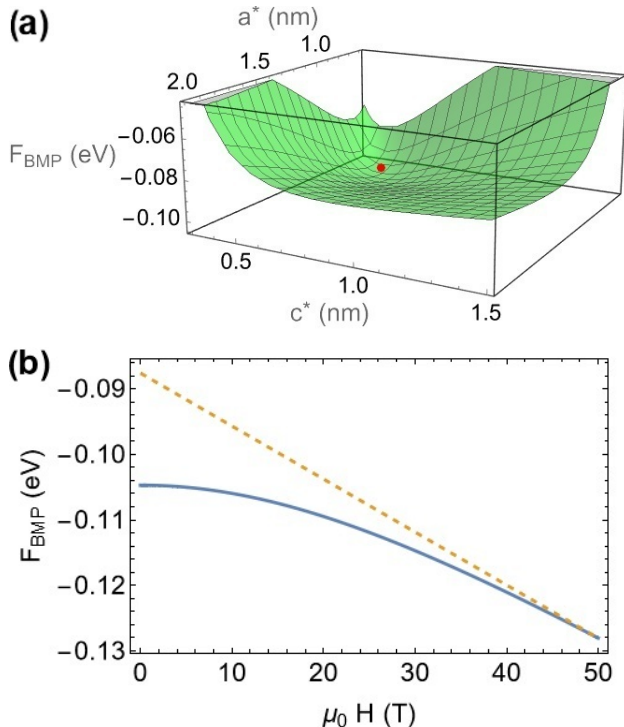 (a)
a* (nm)
1.0
1.5
2.0
−0.06
F_BMP (eV)
−0.08
−0.10
0.5
1.0
1.5
c* (nm)
(b)
−0.09
−0.10
−0.11
−0.12
−0.13
F_BMP (eV)
0 10 20 30 40 50
μ₀ H (T)